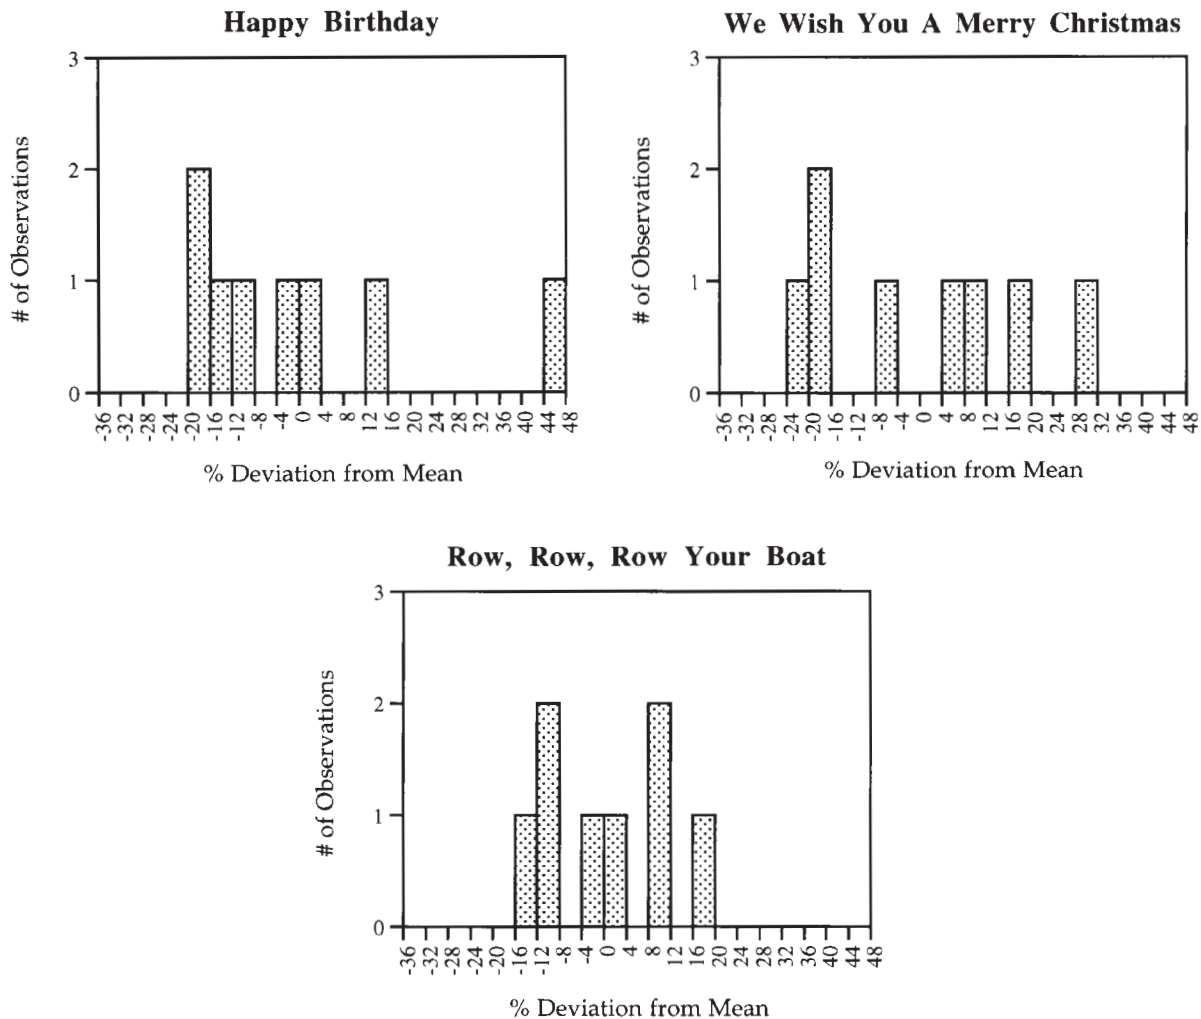 Happy Birthday
3
2
1
0
# of Observations
-36 -32 -28 -24 -20 -16 -12 -8 -4 0 4 8 12 16 20 24 28 32 36 40 44 48
% Deviation from Mean
We Wish You A Merry Christmas
3
2
1
0
# of Observations
-36 -32 -28 -24 -20 -16 -12 -8 -4 0 4 8 12 16 20 24 28 32 36 40 44 48
% Deviation from Mean
Row, Row, Row Your Boat
3
2
1
0
# of Observations
-36 -32 -28 -24 -20 -16 -12 -8 -4 0 4 8 12 16 20 24 28 32 36 40 44 48
% Deviation from Mean